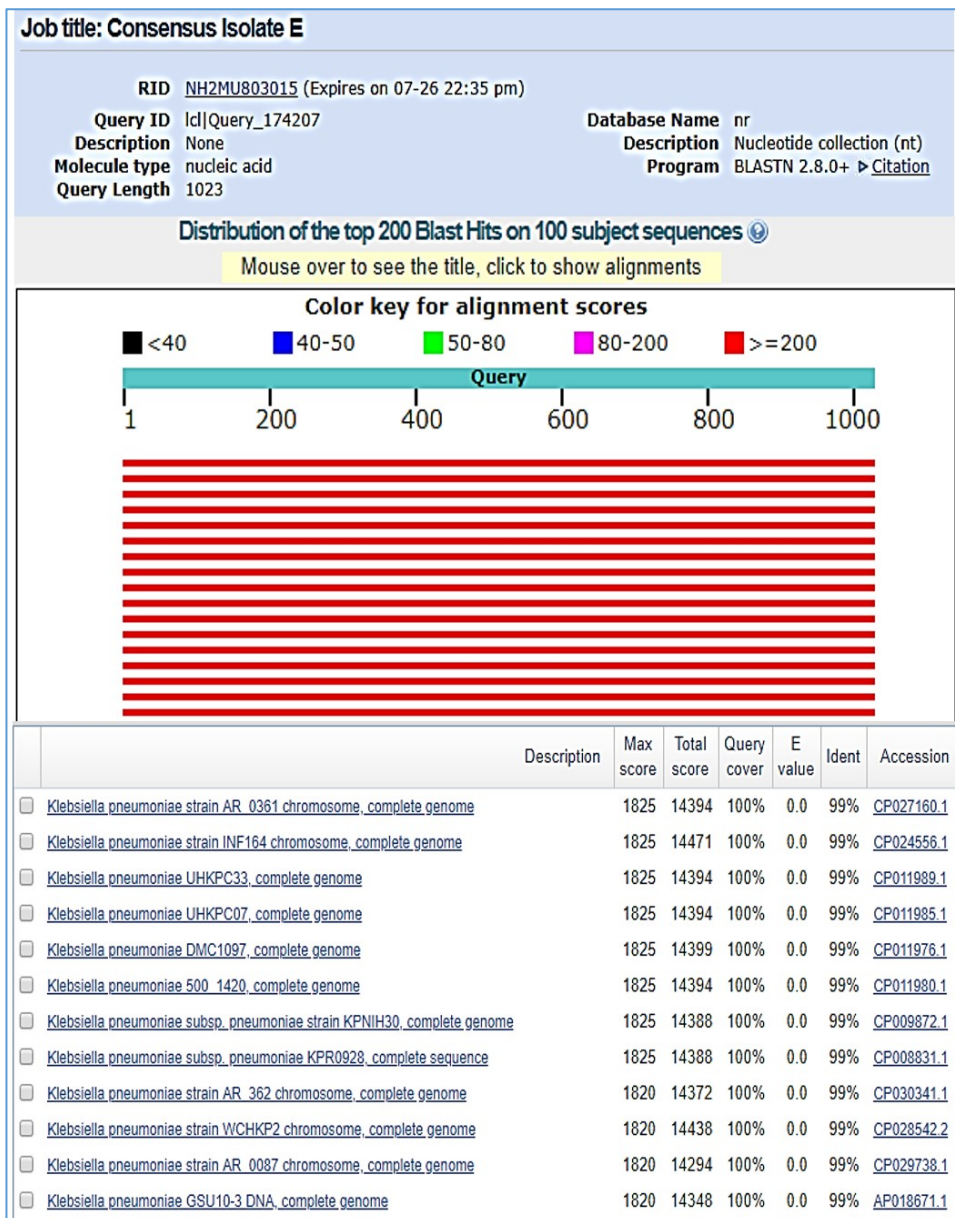 Job title: Consensus Isolate E
RID NH2MU803015 (Expires on 07-26 22:35 pm)
Query ID lcl|Query_174207
Description None
Molecule type nucleic acid
Query Length 1023
Database Name nr
Description Nucleotide collection (nt)
Program BLASTN 2.8.0+ Citation
Distribution of the top 200 Blast Hits on 100 subject sequences
Mouse over to see the title, click to show alignments
Color key for alignment scores
<40 40-50 50-80 80-200 >=200
Query
1 200 400 600 800 1000
Description Max score Total score Query cover E value Ident Accession
Klebsiella pneumoniae strain AR_0361 chromosome, complete genome 1825 14394 100% 0.0 99% CP027160.1
Klebsiella pneumoniae strain INF164 chromosome, complete genome 1825 14471 100% 0.0 99% CP024556.1
Klebsiella pneumoniae UHKPC33, complete genome 1825 14394 100% 0.0 99% CP011989.1
Klebsiella pneumoniae UHKPC07, complete genome 1825 14394 100% 0.0 99% CP011985.1
Klebsiella pneumoniae DMC1097, complete genome 1825 14399 100% 0.0 99% CP011976.1
Klebsiella pneumoniae 500_1420, complete genome 1825 14394 100% 0.0 99% CP011980.1
Klebsiella pneumoniae subsp. pneumoniae strain KPNIH30, complete genome 1825 14388 100% 0.0 99% CP009872.1
Klebsiella pneumoniae subsp. pneumoniae KPR0928, complete sequence 1825 14388 100% 0.0 99% CP008831.1
Klebsiella pneumoniae strain AR_362 chromosome, complete genome 1820 14372 100% 0.0 99% CP030341.1
Klebsiella pneumoniae strain WCHKP2 chromosome, complete genome 1820 14438 100% 0.0 99% CP028542.2
Klebsiella pneumoniae strain AR_0087 chromosome, complete genome 1820 14294 100% 0.0 99% CP029738.1
Klebsiella pneumoniae GSU10-3 DNA, complete genome 1820 14348 100% 0.0 99% AP018671.1